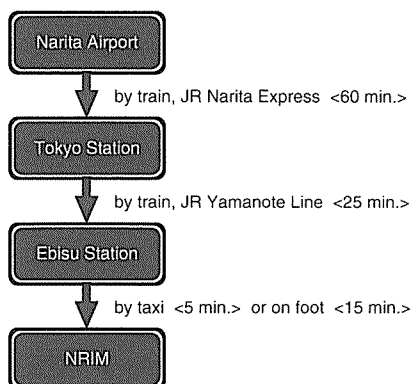 Narita Airport
by train, JR Narita Express <60 min.>
Tokyo Station
by train, JR Yamanote Line <25 min.>
Ebisu Station
by taxi <5 min.> or on foot <15 min.>
NRIM